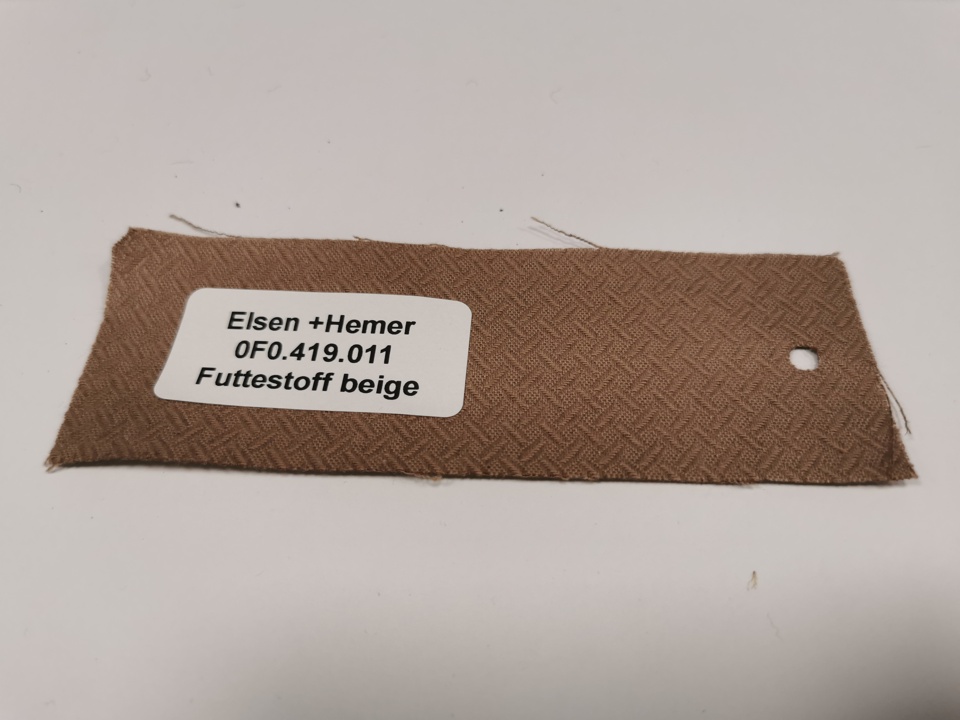 Elsen +Hemer
0F0.419.011
Futtestoff beige